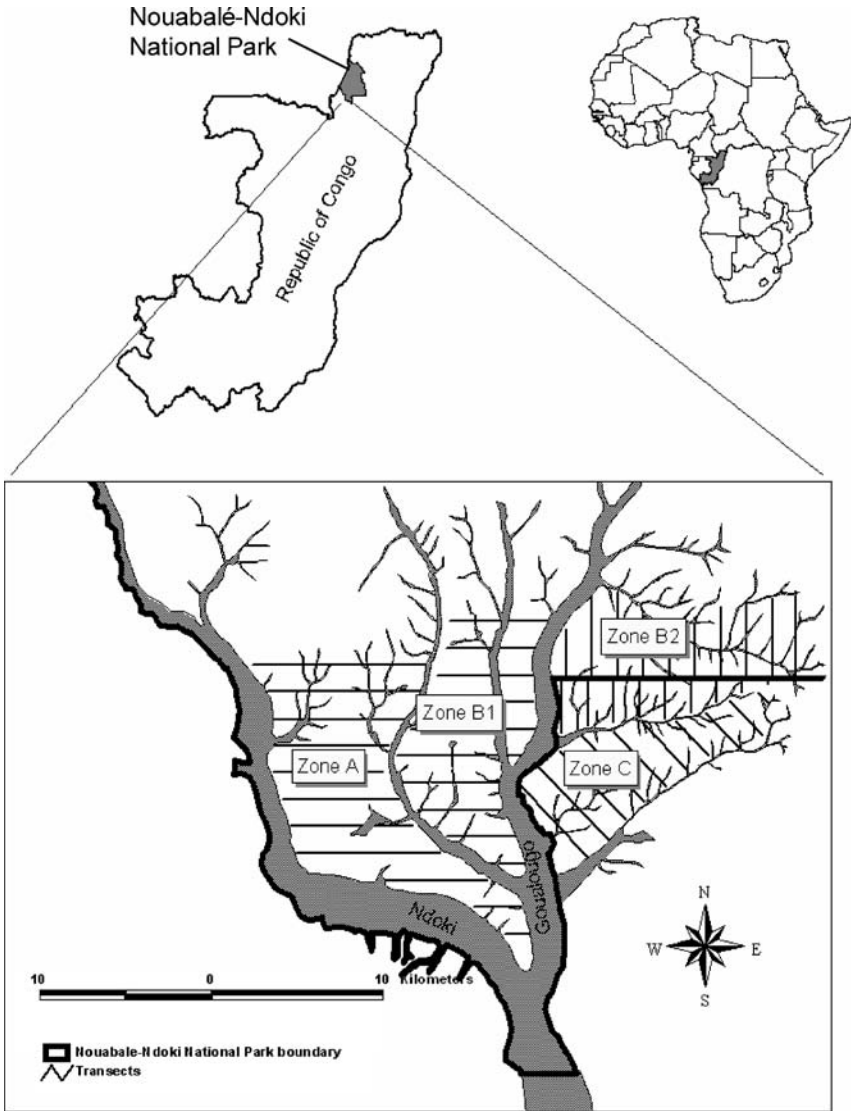 Nouabalé-Ndoki
National Park
Republic of Congo
Zone B2
Zone B1
Zone A
Zone C
Goualougo
Ndoki
N
W
E
S
10 0 10 Kilometers
Nouabale-Ndoki National Park boundary
Transects